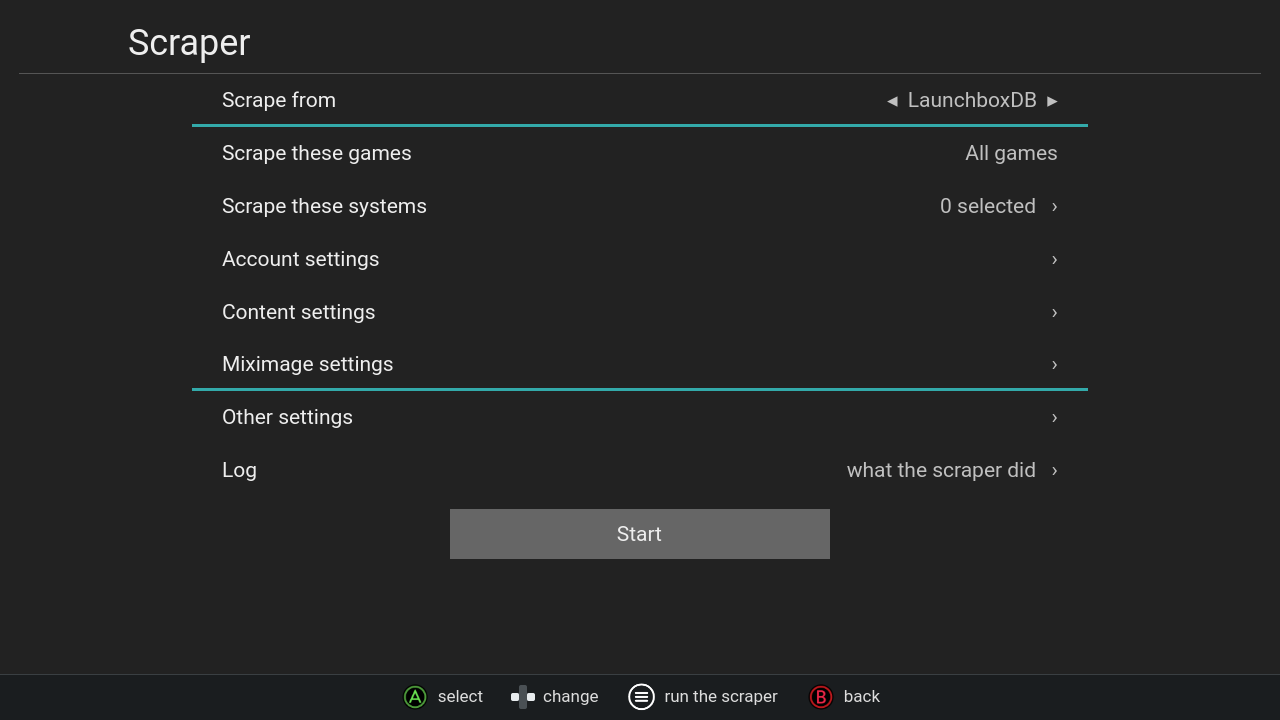 Scraper
Scrape from ◀ LaunchboxDB ▶
Scrape these games All games
Scrape these systems 0 selected ›
Account settings ›
Content settings ›
Miximage settings ›
Other settings ›
Log what the scraper did ›
Start
A select change run the scraper B back